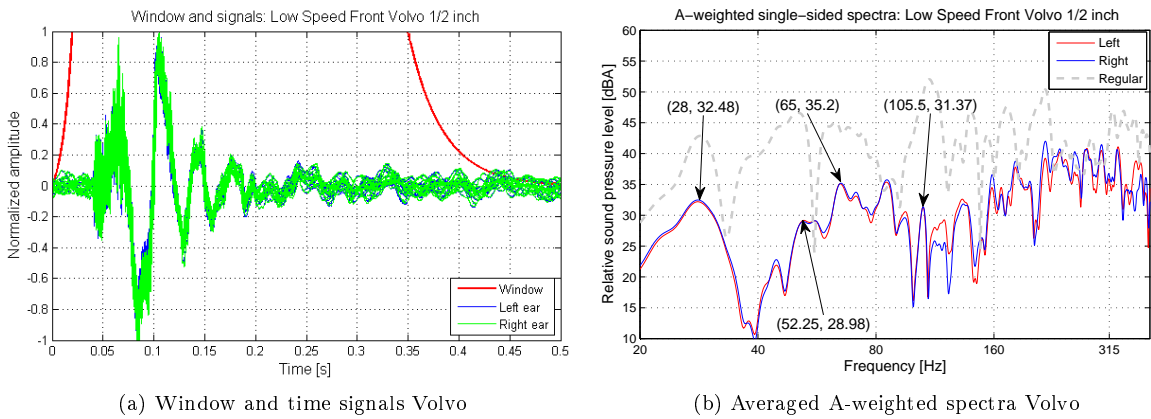 Window and signals: Low Speed Front Volvo 1/2 inch
Normalized amplitude
1
0.8
0.6
0.4
0.2
0
-0.2
-0.4
-0.6
-0.8
-1
Window
Left ear
Right ear
0 0.05 0.1 0.15 0.2 0.25 0.3 0.35 0.4 0.45 0.5
Time [s]
(a) Window and time signals Volvo
A-weighted single-sided spectra: Low Speed Front Volvo 1/2 inch
Relative sound pressure level [dBA]
60
55
50
45
40
35
30
25
20
15
10
Left
Right
Regular
(28, 32.48)
(65, 35.2)
(105.5, 31.37)
(52.25, 28.98)
20 40 80 160 315
Frequency [Hz]
(b) Averaged A-weighted spectra Volvo